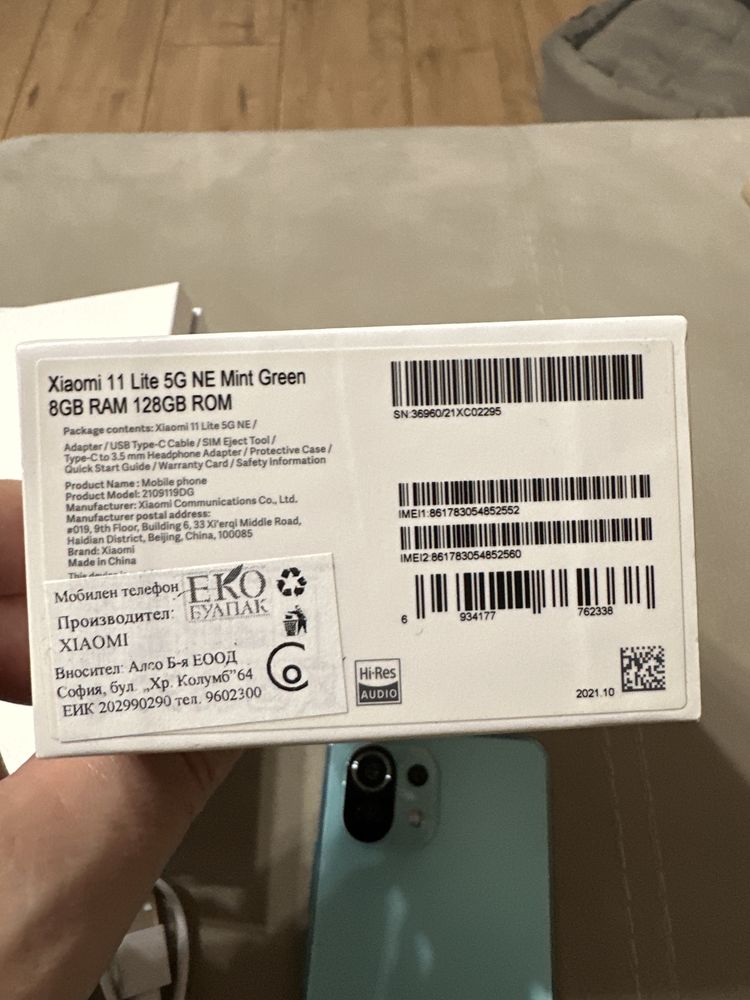 Xiaomi 11 Lite 5G NE Mint Green
8GB RAM 128GB ROM
Package contents: Xiaomi 11 Lite 5G NE /
Adapter / USB Type-C Cable / SIM Eject Tool /
Type-C to 3.5 mm Headphone Adapter / Protective Case /
Quick Start Guide / Warranty Card / Safety Information
Product Name : Mobile phone
Product Model: 2109119DG
Manufacturer: Xiaomi Communications Co., Ltd.
Manufacturer postal address:
#019, 9th Floor, Building 6, 33 Xi'erqi Middle Road,
Haidian District, Beijing, China, 100085
Brand: Xiaomi
Made in China
This device is
Мобилен телефон
ЕКО
БУЛПАК
Производител:
XIAOMI
Вносител: Алсо Б-я ЕООД
София, бул. „Хр. Колумб"64
ЕИК 202990290 тел. 9602300
SN:36960/21XC02295
IMEI1:861783054852552
IMEI2:861783054852560
6 934177 762338
Hi-Res
AUDIO
2021.10